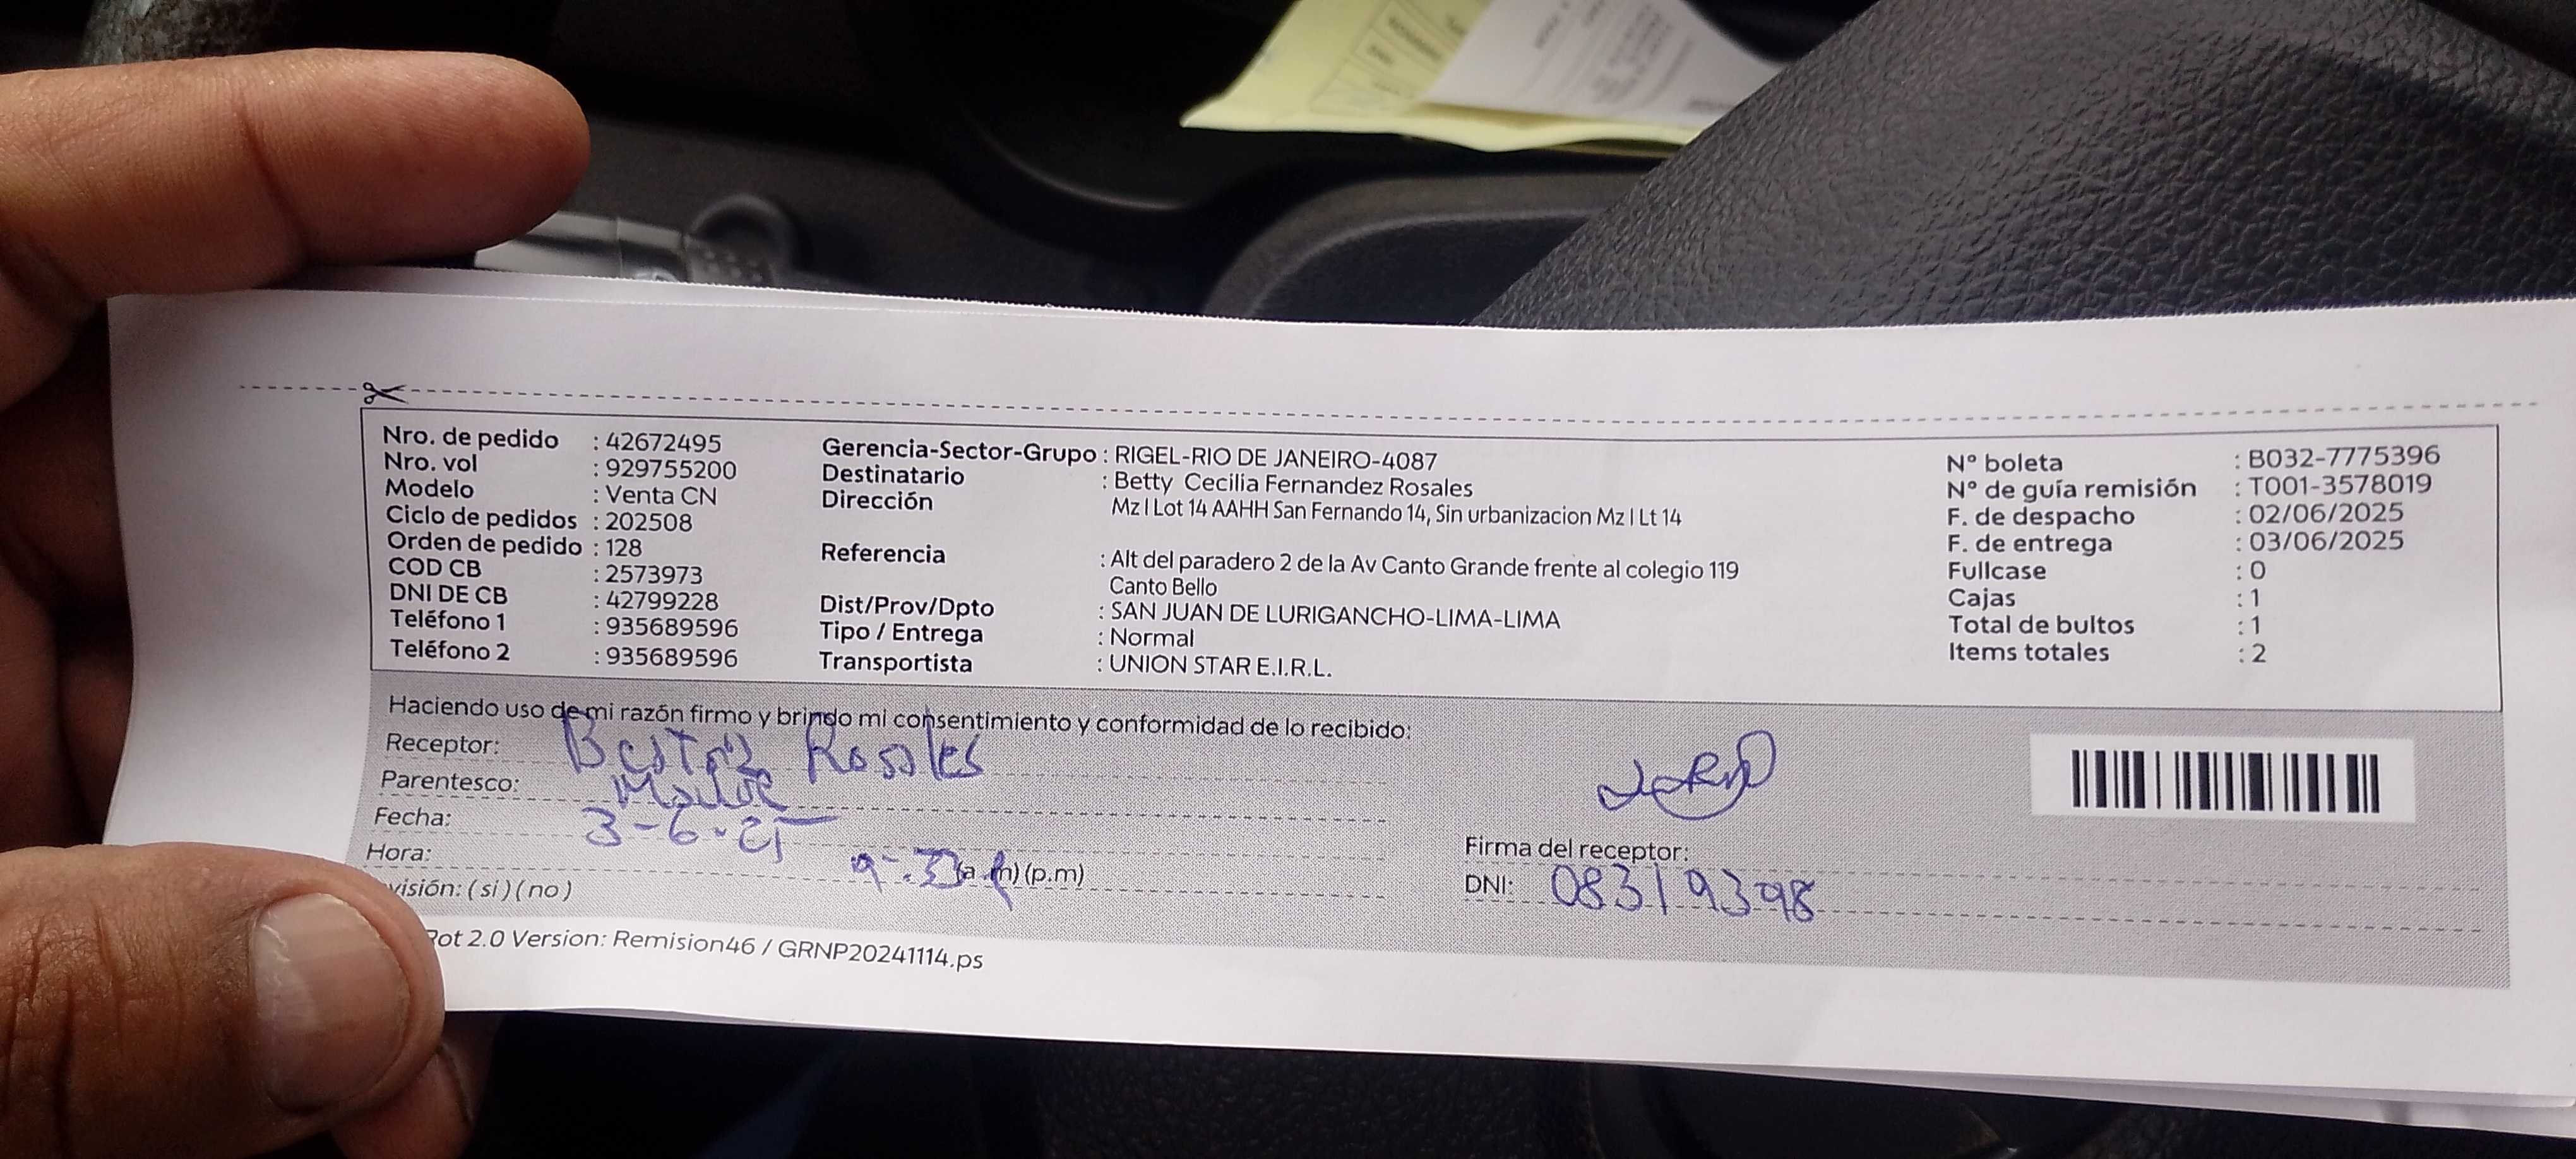 Nro. de pedido : 42672495
Nro. vol : 929755200
Modelo : Venta CN
Ciclo de pedidos : 202508
Orden de pedido : 128
COD CB : 2573973
DNI DE CB : 42799228
Teléfono 1 : 935689596
Teléfono 2 : 935689596
Gerencia-Sector-Grupo : RIGEL-RIO DE JANEIRO-4087
Destinatario : Betty Cecilia Fernandez Rosales
Dirección Mz I Lot 14 AAHH San Fernando 14, Sin urbanizacion Mz I Lt 14
Referencia : Alt del paradero 2 de la Av Canto Grande frente al colegio 119
Canto Bello
Dist/Prov/Dpto : SAN JUAN DE LURIGANCHO-LIMA-LIMA
Tipo / Entrega : Normal
Transportista : UNION STAR E.I.R.L.
Nº boleta : B032-7775396
Nº de guía remisión : T001-3578019
F. de despacho : 02/06/2025
F. de entrega : 03/06/2025
Fullcase : 0
Cajas : 1
Total de bultos : 1
Items totales : 2
Haciendo uso de mi razón firmo y brindo mi consentimiento y conformidad de lo recibido:
Receptor: Rosales
Parentesco: Madre
Fecha: 3-6-25
Hora: (a.m) (p.m)
visión: ( si ) ( no )
Firma del receptor:
DNI: 08319398
Rot 2.0 Version: Remision46 / GRNP20241114.ps